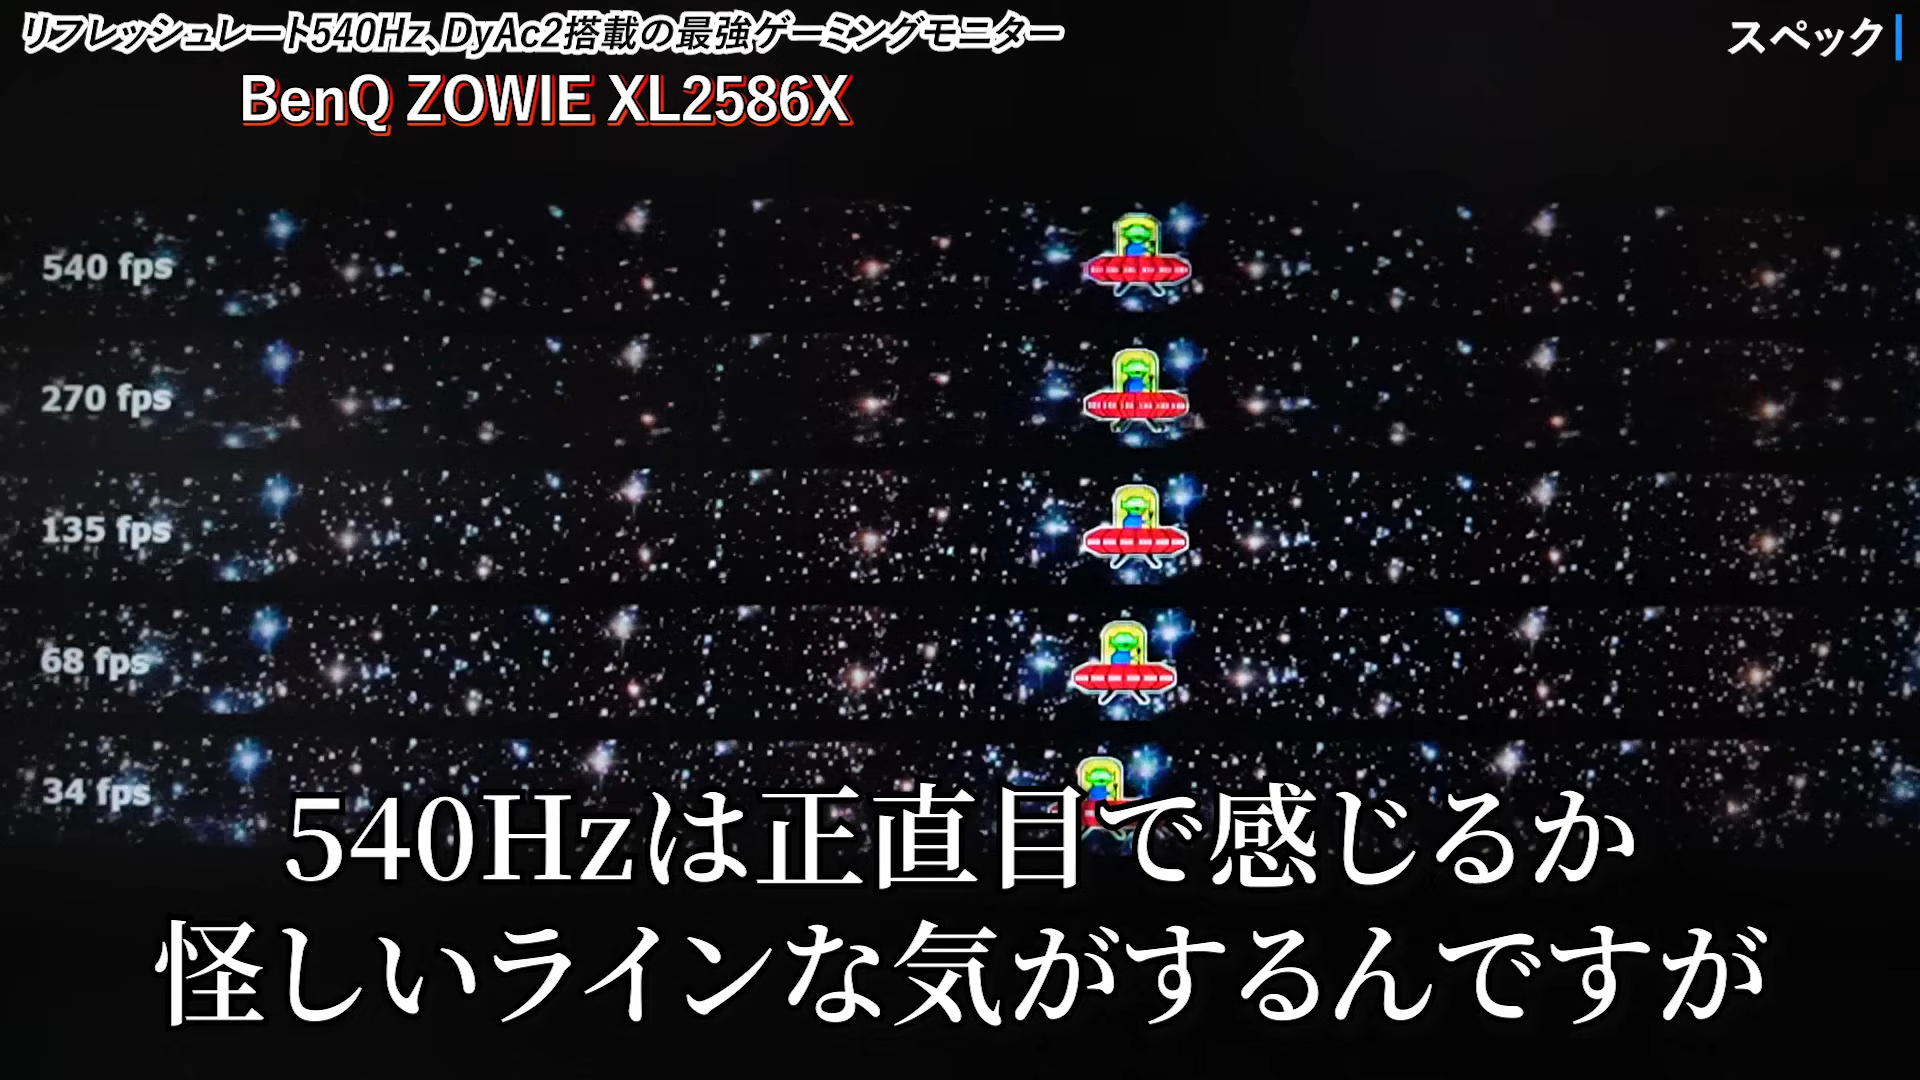 リフレッシュレート540Hz、DyAc2搭載の最強ゲーミングモニター
スペック
BenQ ZOWIE XL2586X
540 fps
270 fps
135 fps
68 fps
34 fps
540Hzは正直目で感じるか
怪しいラインな気がするんですが